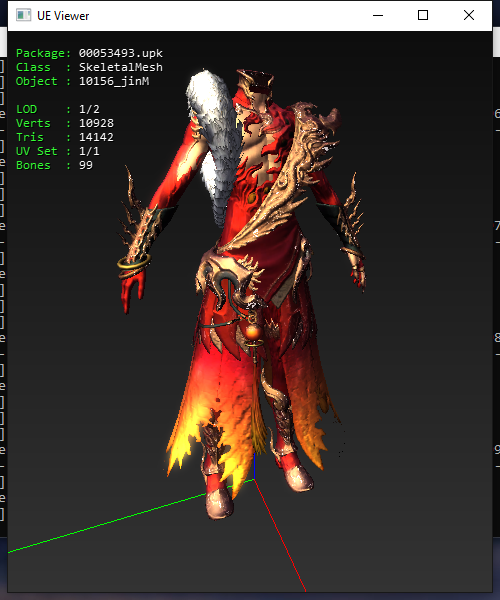 UE Viewer
Package: 00053493.upk
Class  : SkeletalMesh
Object : 10156_jinM
LOD    : 1/2
Verts  : 10928
Tris   : 14142
UV Set : 1/1
Bones  : 99